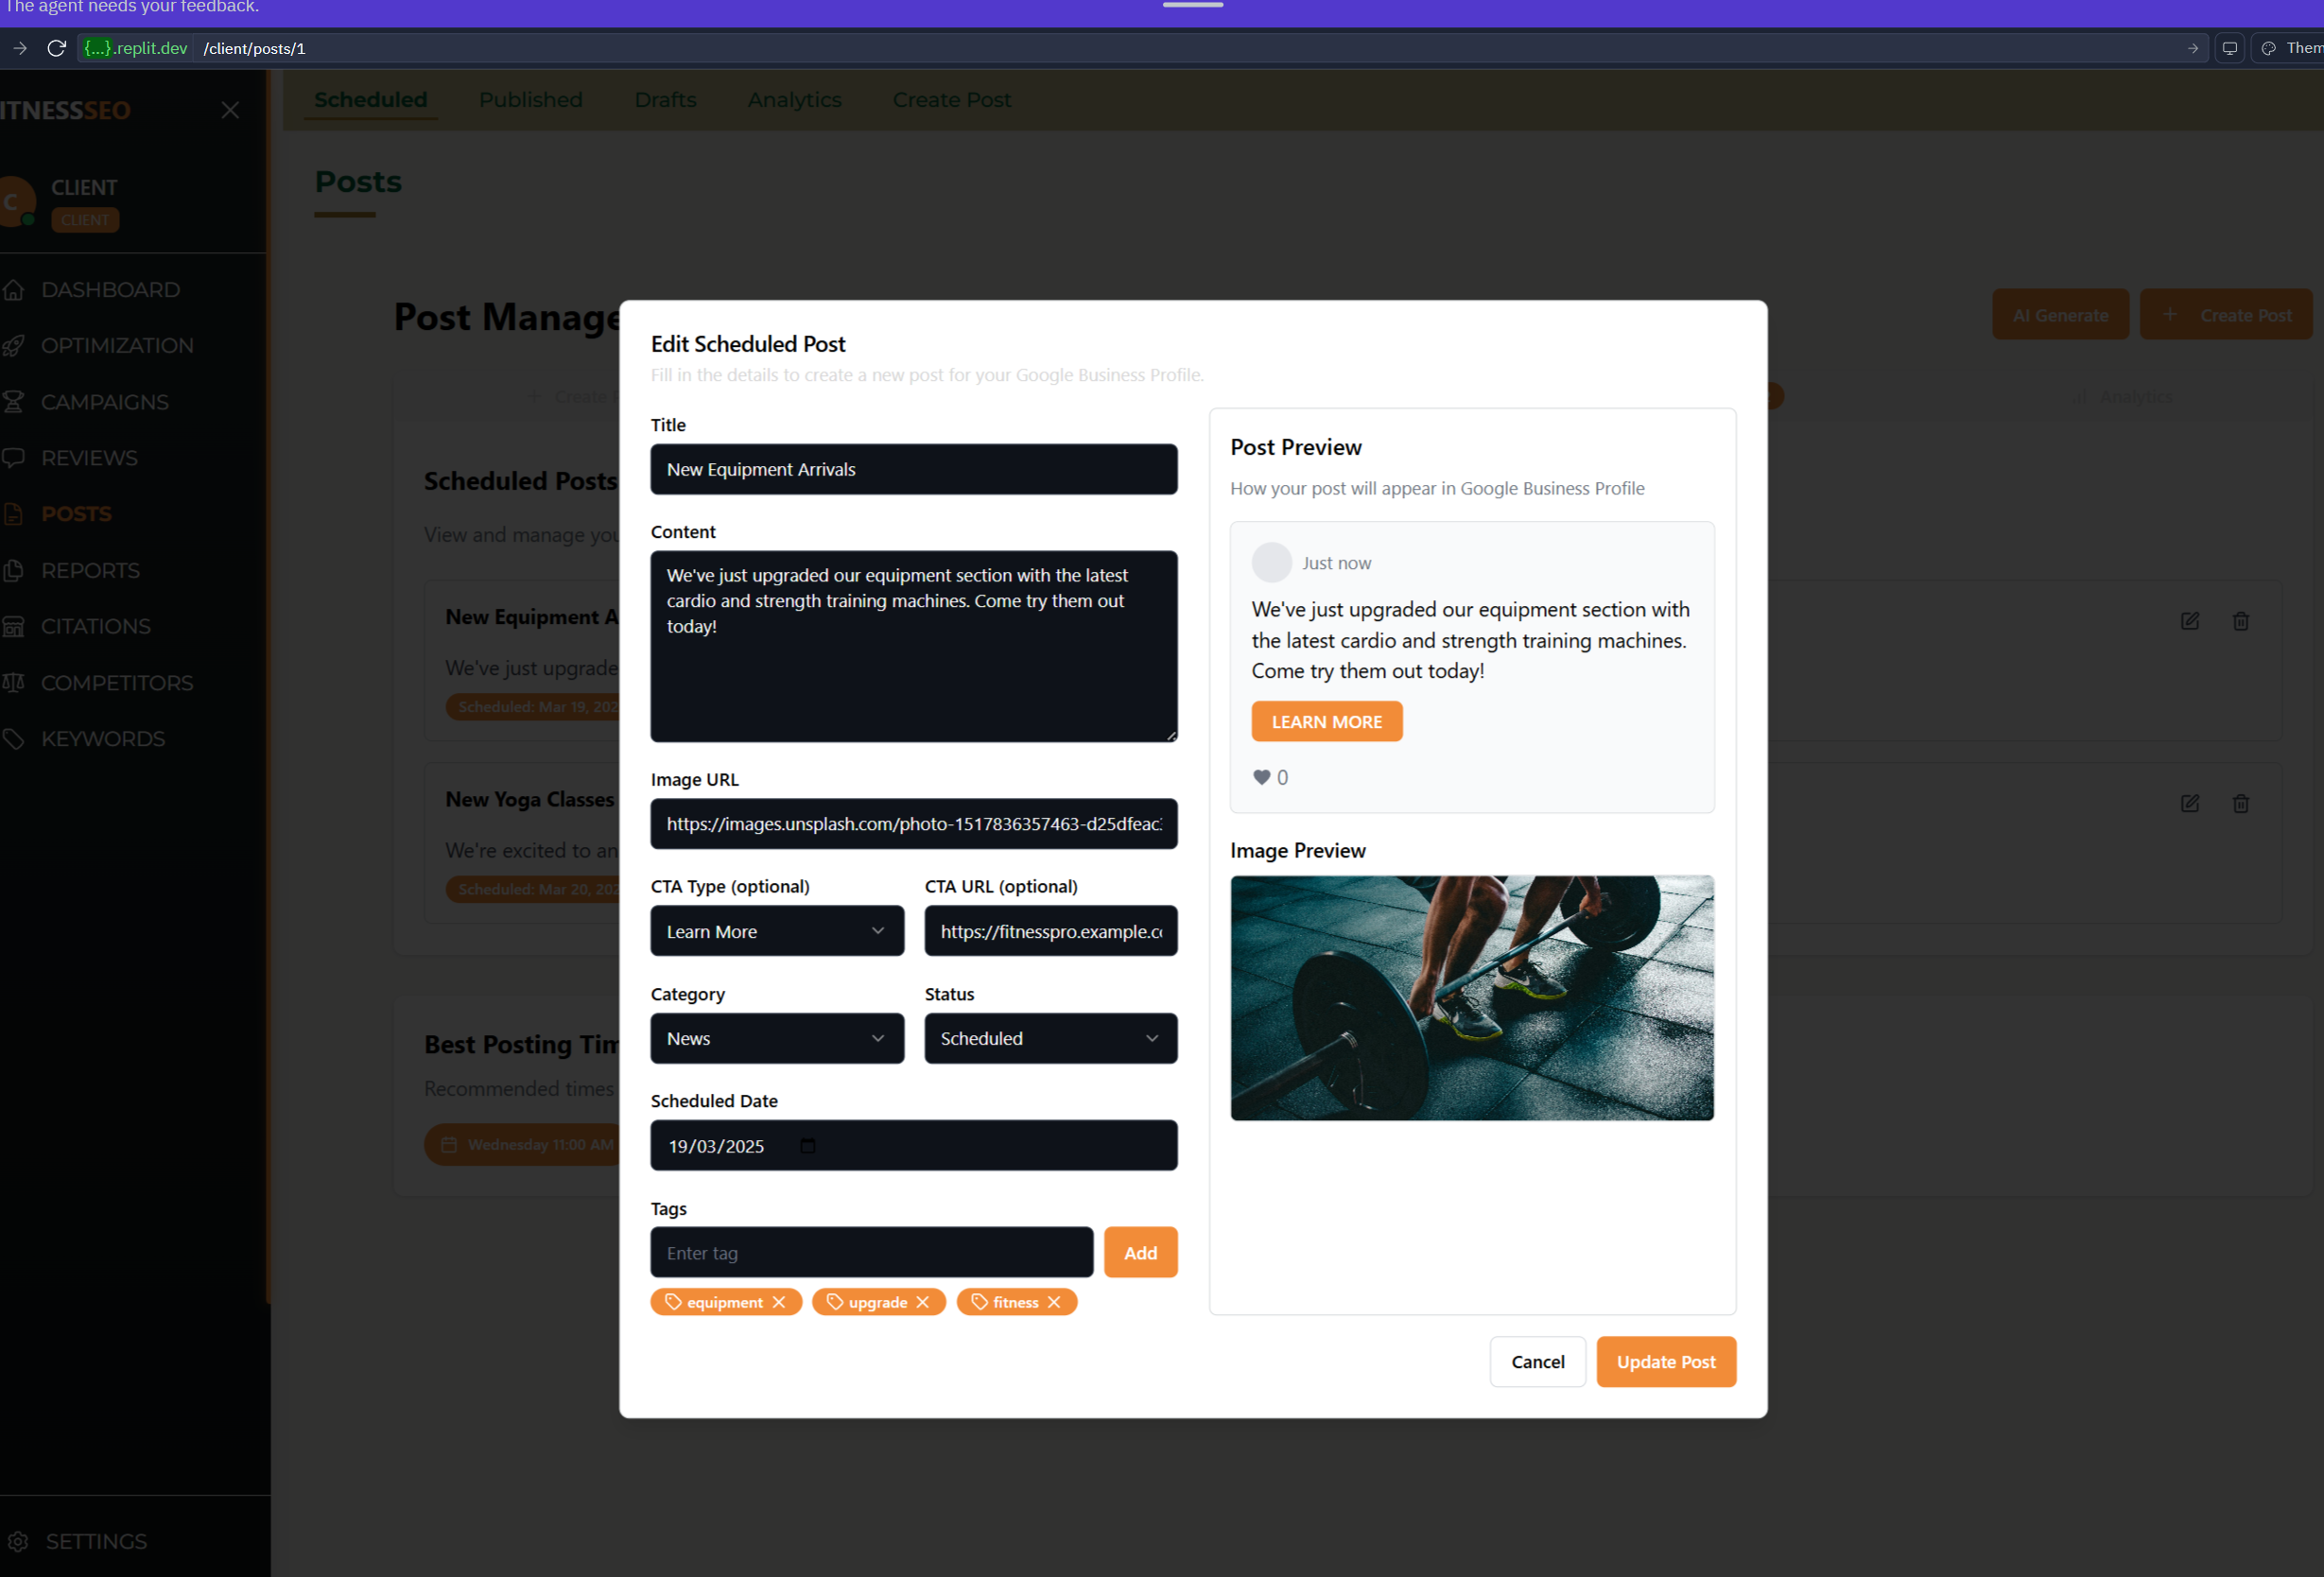 The agent needs your feedback.
{...}.replit.dev /client/posts/1
Them
ITNESSSEO
Scheduled Published Drafts Analytics Create Post
Posts
C
CLIENT
CLIENT
DASHBOARD
OPTIMIZATION
CAMPAIGNS
REVIEWS
POSTS
REPORTS
CITATIONS
COMPETITORS
KEYWORDS
SETTINGS
Post Manage
AI Generate
+ Create Post
+ Create
Analytics
Scheduled Posts
View and manage you
New Equipment A
We've just upgrade
Scheduled: Mar 19, 202
New Yoga Classes
We're excited to an
Scheduled: Mar 20, 202
Best Posting Tim
Recommended times
Wednesday 11:00 AM
Edit Scheduled Post
Fill in the details to create a new post for your Google Business Profile.
Title
New Equipment Arrivals
Content
We've just upgraded our equipment section with the latest
cardio and strength training machines. Come try them out
today!
Image URL
https://images.unsplash.com/photo-1517836357463-d25dfeac
CTA Type (optional) CTA URL (optional)
Learn More https://fitnesspro.example.co
Category Status
News Scheduled
Scheduled Date
19/03/2025
Tags
Enter tag Add
equipment upgrade fitness
Post Preview
How your post will appear in Google Business Profile
Just now
We've just upgraded our equipment section with
the latest cardio and strength training machines.
Come try them out today!
LEARN MORE
0
Image Preview
Cancel Update Post